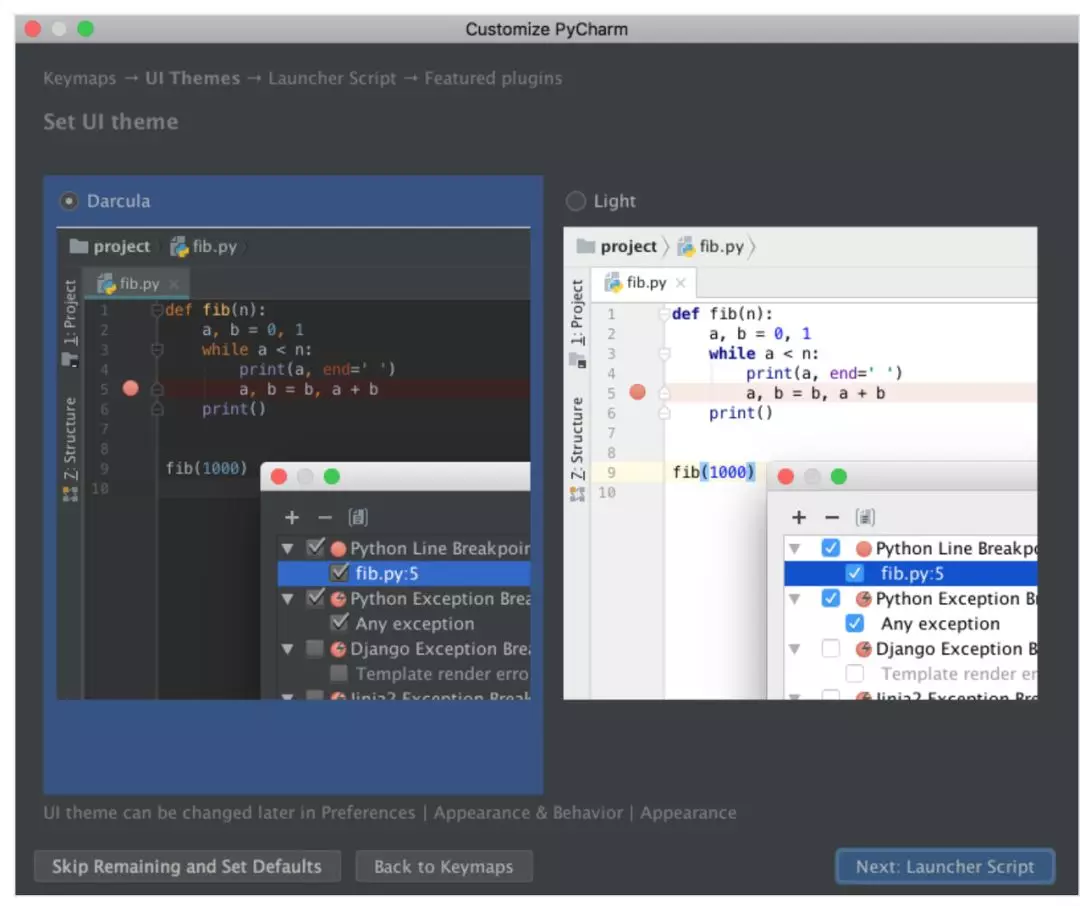 Customize PyCharm
Keymaps → UI Themes → Launcher Script → Featured plugins
Set UI theme
Darcula
project fib.py
fib.py
1: Project
Z: Structure
1 def fib(n):
2 a, b = 0, 1
3 while a < n:
4 print(a, end=' ')
5 a, b = b, a + b
6 print()
7
8
9 fib(1000)
10
Python Line Breakpoin
fib.py:5
Python Exception Brea
Any exception
Django Exception Brea
Template render erro
Jinja2 Exception Break
Light
project fib.py
fib.py
1: Project
Z: Structure
1 def fib(n):
2 a, b = 0, 1
3 while a < n:
4 print(a, end=' ')
5 a, b = b, a + b
6 print()
7
8
9 fib(1000)
10
Python Line Breakpo
fib.py:5
Python Exception B
Any exception
Django Exception B
Template render er
Jinja2 Exception B
UI theme can be changed later in Preferences | Appearance & Behavior | Appearance
Skip Remaining and Set Defaults
Back to Keymaps
Next: Launcher Script